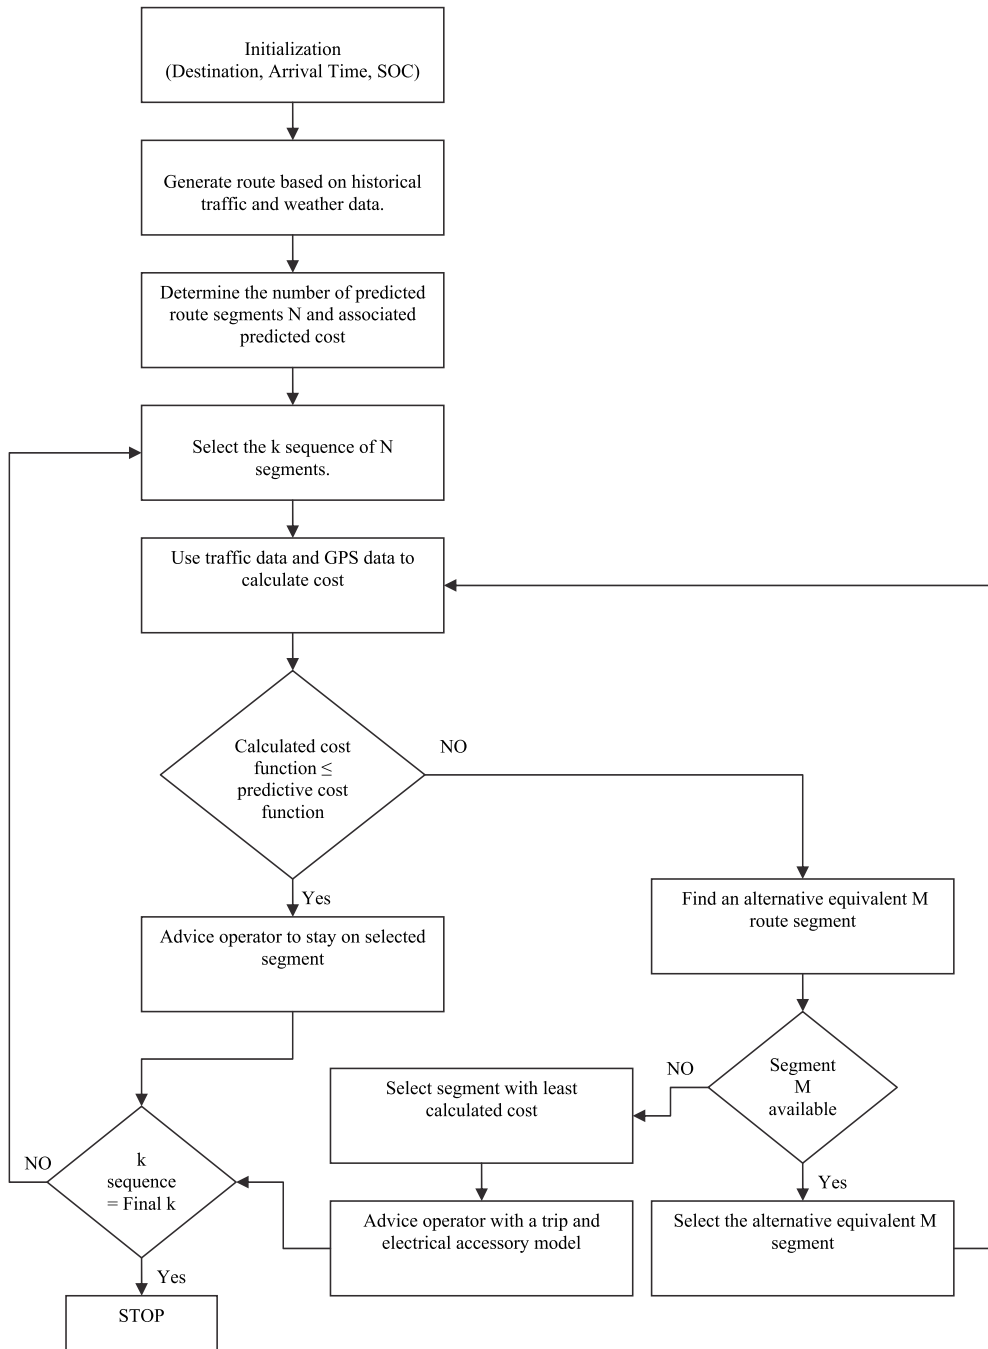 Initialization
(Destination, Arrival Time, SOC)
Generate route based on historical
traffic and weather data.
Determine the number of predicted
route segments N and associated
predicted cost
Select the k sequence of N
segments.
Use traffic data and GPS data to
calculate cost
Calculated cost
function ≤
predictive cost
function
NO
Yes
Advice operator to stay on selected
segment
Find an alternative equivalent M
route segment
Segment
M
available
NO
Yes
Select segment with least
calculated cost
Advice operator with a trip and
electrical accessory model
Select the alternative equivalent M
segment
k
sequence
= Final k
NO
Yes
STOP